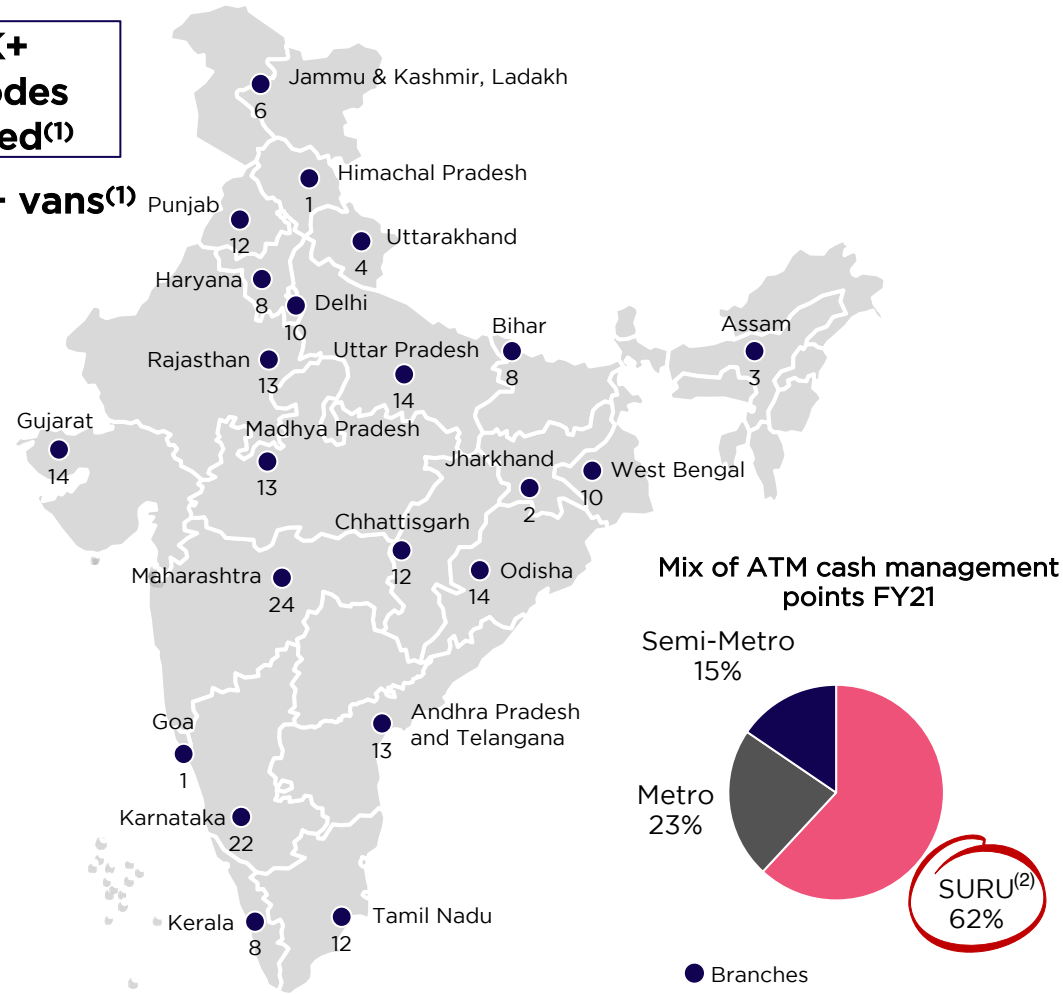 +
ed⁽¹⁾
+ vans⁽¹⁾
Jammu & Kashmir, Ladakh
6
Himachal Pradesh
1
Punjab
12
Uttarakhand
4
Haryana
8
Delhi
10
Bihar
8
Assam
3
Rajasthan
13
Uttar Pradesh
14
Gujarat
14
Madhya Pradesh
13
Jharkhand
2
West Bengal
10
Chhattisgarh
12
Maharashtra
24
Odisha
14
Goa
1
Andhra Pradesh
and Telangana
13
Karnataka
22
Kerala
8
Tamil Nadu
12
Mix of ATM cash management
points FY21
Semi-Metro
15%
Metro
23%
SURU⁽²⁾
62%
Branches